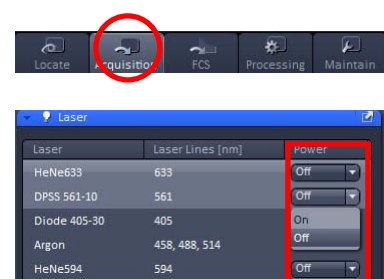 Locate Acquisition FCS Processing Maintain
Laser
Laser Laser Lines [nm] Power
HeNe633 633 Off
DPSS 561-10 561 Off
Diode 405-30 405 On
Argon 458, 488, 514 Off
HeNe594 594 Off